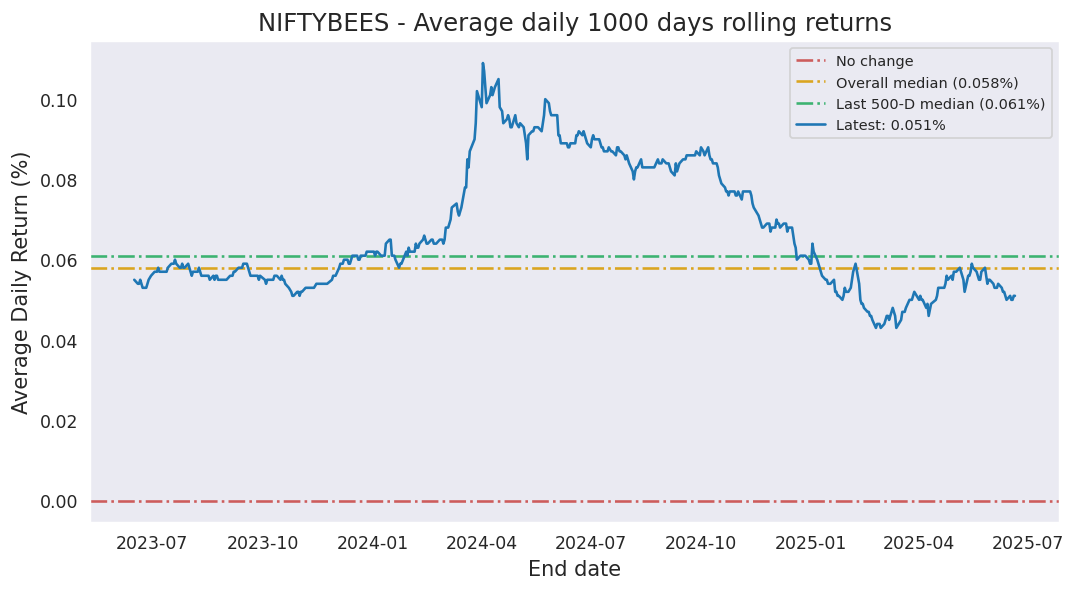 NIFTYBEES - Average daily 1000 days rolling returns
No change
Overall median (0.058%)
Last 500-D median (0.061%)
Latest: 0.051%
Average Daily Return (%)
0.10
0.08
0.06
0.04
0.02
0.00
2023-07 2023-10 2024-01 2024-04 2024-07 2024-10 2025-01 2025-04 2025-07
End date